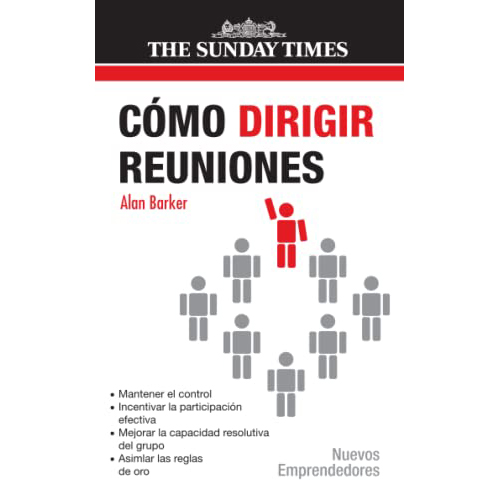 THE SUNDAY TIMES
CÓMO DIRIGIR
REUNIONES
Alan Barker
• Mantener el control
• Incentivar la participación
efectiva
• Mejorar la capacidad resolutiva
del grupo
• Asimlar las reglas
de oro
Nuevos
Emprendedores